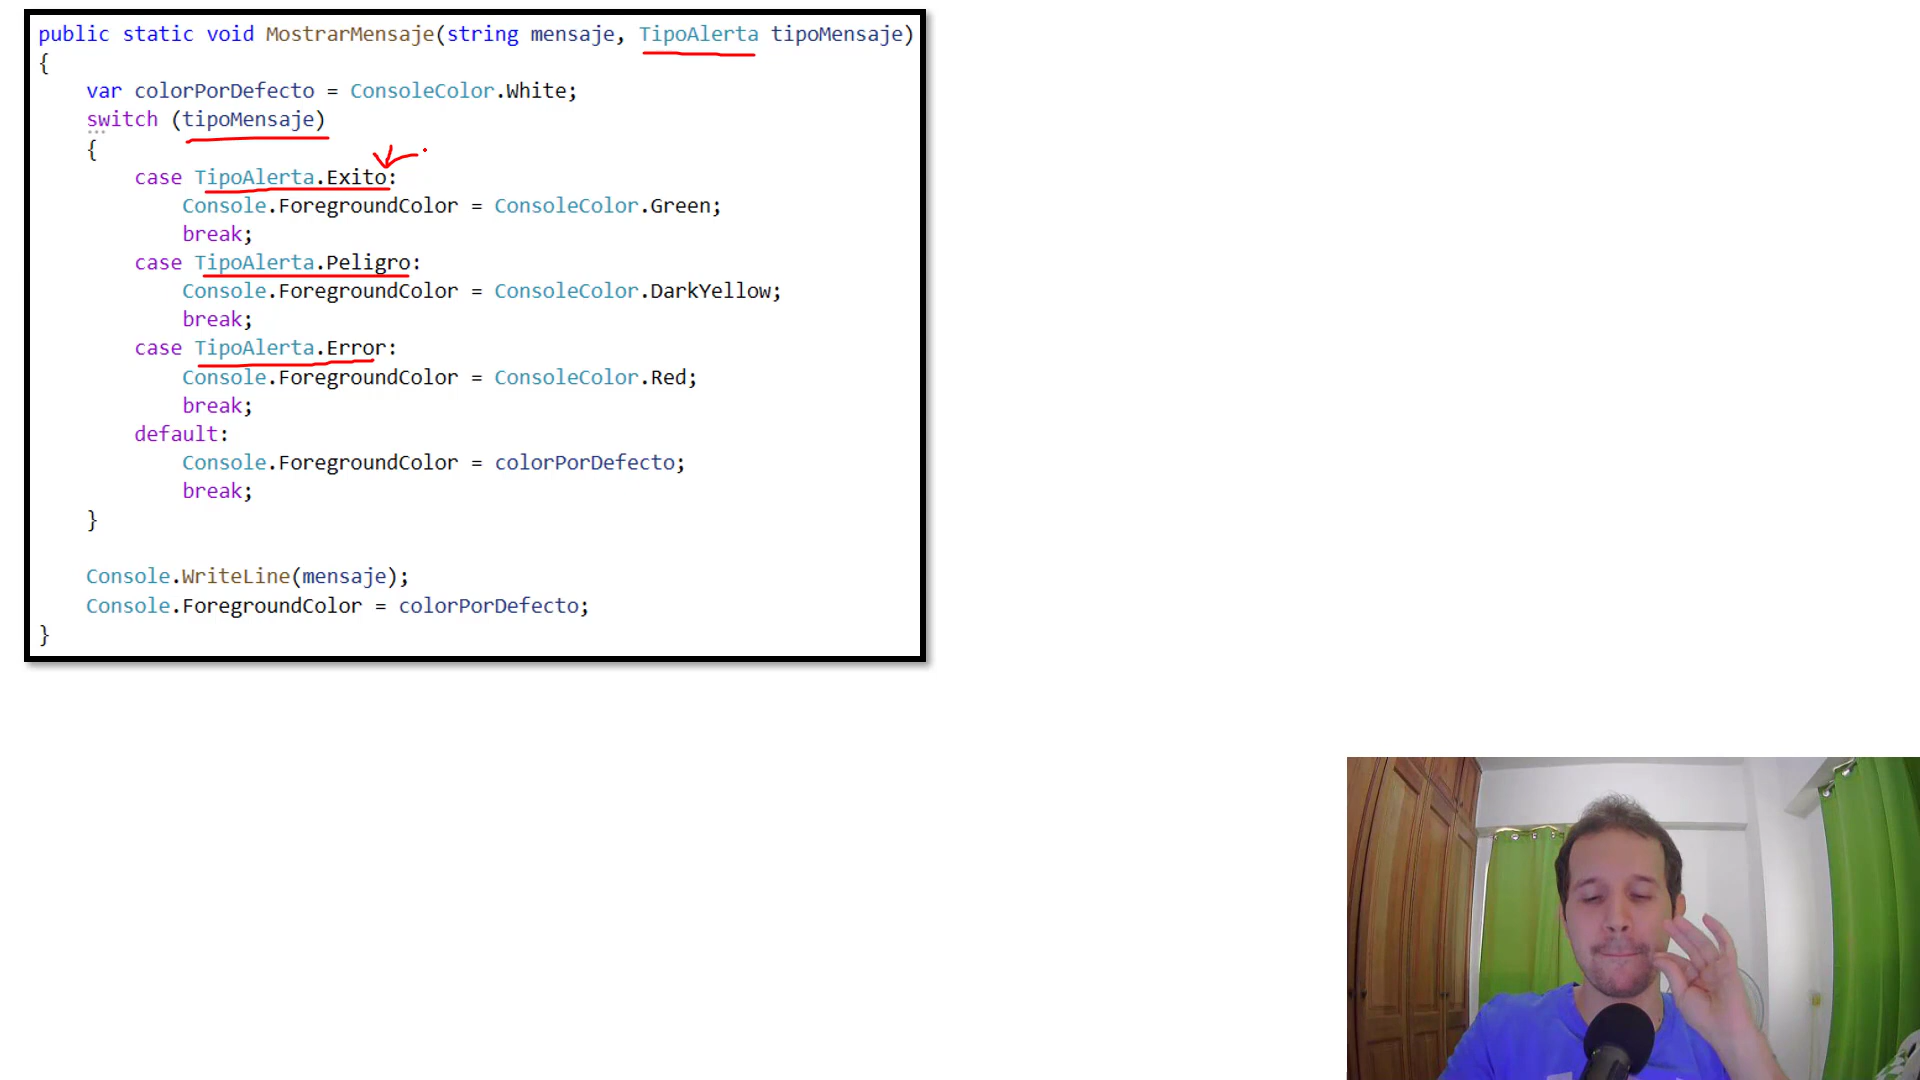 public static void MostrarMensaje(string mensaje, TipoAlerta tipoMensaje)
{
var colorPorDefecto = ConsoleColor.White;
switch (tipoMensaje)
{
case TipoAlerta.Exito:
Console.ForegroundColor = ConsoleColor.Green;
break;
case TipoAlerta.Peligro:
Console.ForegroundColor = ConsoleColor.DarkYellow;
break;
case TipoAlerta.Error:
Console.ForegroundColor = ConsoleColor.Red;
break;
default:
Console.ForegroundColor = colorPorDefecto;
break;
}
Console.WriteLine(mensaje);
Console.ForegroundColor = colorPorDefecto;
}